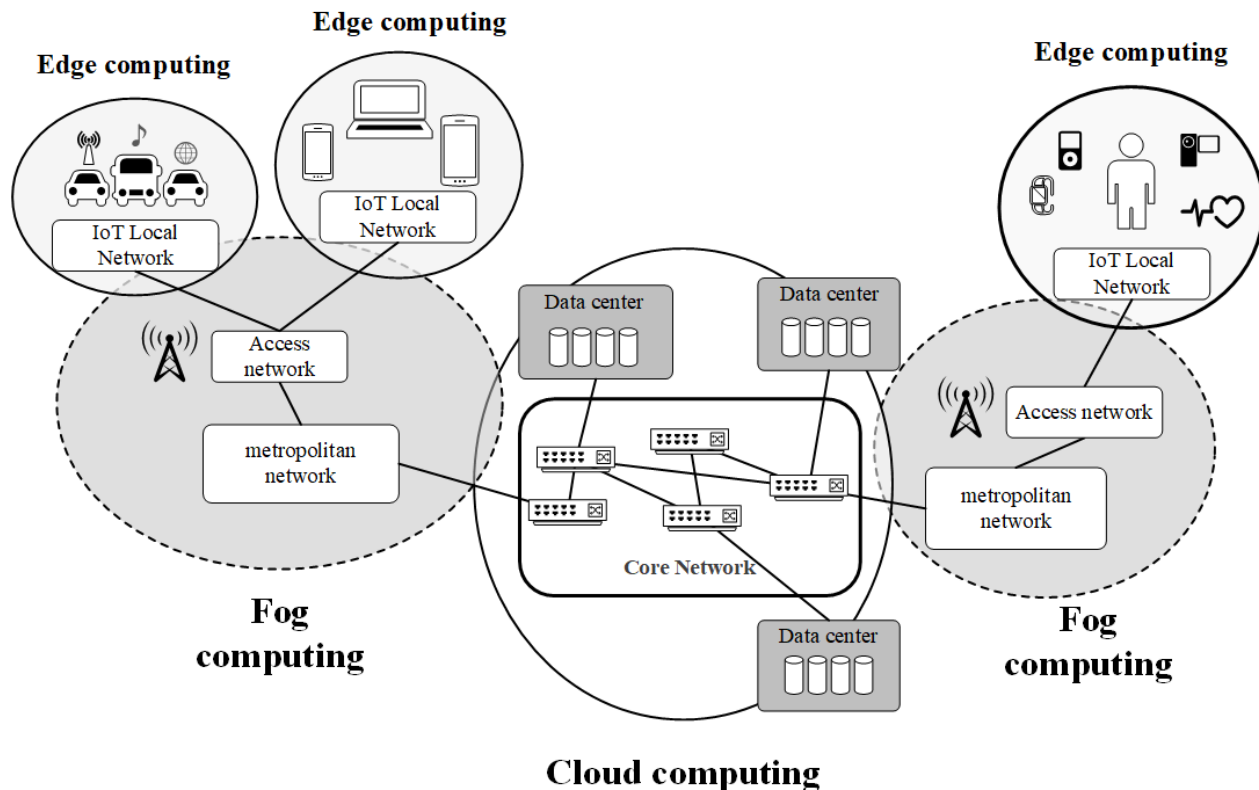 Edge computing
Edge computing
Edge computing
IoT Local
Network
IoT Local
Network
IoT Local
Network
Data center
Data center
Access
network
Access network
metropolitan
network
metropolitan
network
Core Network
Data center
Fog
computing
Fog
computing
Cloud computing